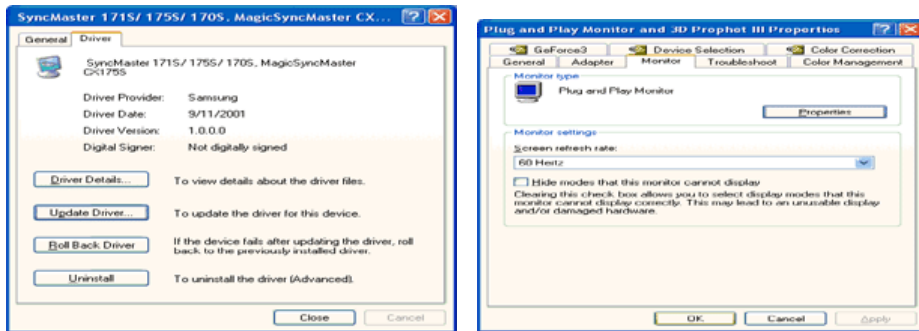 SyncMaster 171S/ 175S/ 170S, MagicSyncMaster CX...
General Driver
SyncMaster 171S/ 175S/ 170S, MagicSyncMaster
CX175S
Driver Provider: Samsung
Driver Date: 9/11/2001
Driver Version: 1.0.0.0
Digital Signer: Not digitally signed
Driver Details... To view details about the driver files.
Update Driver... To update the driver for this device.
Roll Back Driver If the device fails after updating the driver, roll
back to the previously installed driver.
Uninstall To uninstall the driver (Advanced).
Close Cancel
Plug and Play Monitor and 3D Prophet III Properties
GeForce3 Device Selection Color Correction
General Adapter Monitor Troubleshoot Color Management
Monitor type
Plug and Play Monitor
Properties
Monitor settings
Screen refresh rate:
60 Hertz
Hide modes that this monitor cannot display
Clearing this check box allows you to select display modes that this
monitor cannot display correctly. This may lead to an unusable display
and/or damaged hardware.
OK Cancel Apply